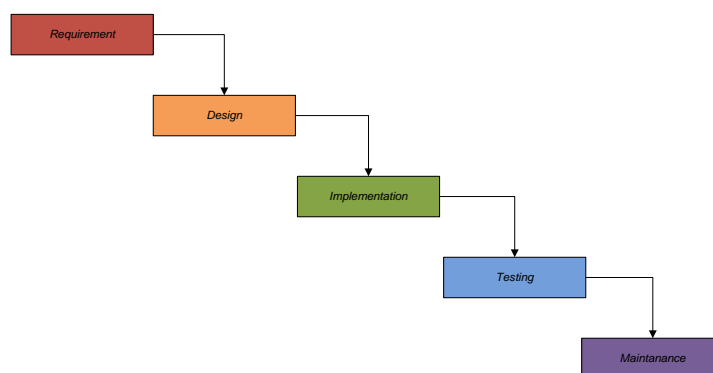 Requirement
Design
Implementation
Testing
Maintanance